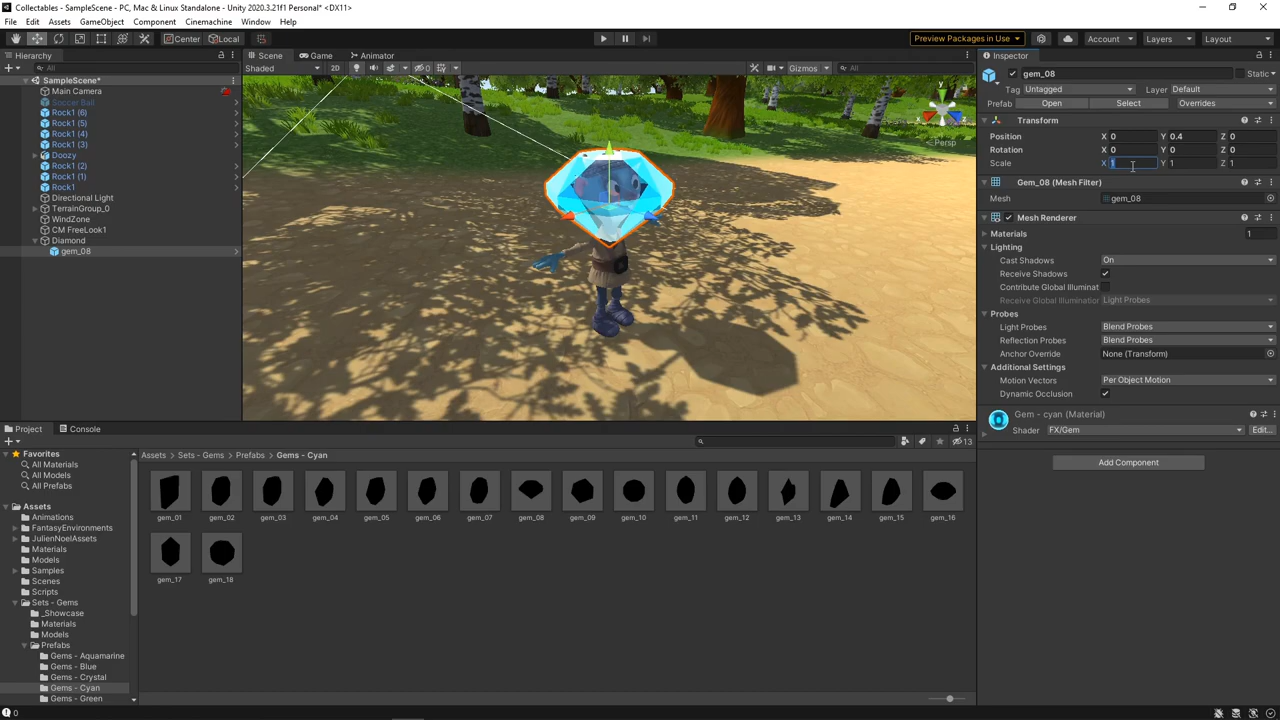 Collectables - SampleScene - PC, Mac & Linux Standalone - Unity 2020.3.21f1 Personal* <DX11>
File Edit Assets GameObject Component Cinemachine Window Help
Center Local Preview Packages in Use Account Layers Layout
Hierarchy Scene Game Animator Inspector
All Shaded 2D 0 Gizmos All
SampleScene*
Main Camera
Soccer Ball
Rock1 (6)
Rock1 (5)
Rock1 (4)
Rock1 (3)
Doozy
Rock1 (2)
Rock1 (1)
Rock1
Directional Light
TerrainGroup_0
WindZone
CM FreeLook1
Diamond
gem_08
y
Persp
gem_08 Static
Tag Untagged Layer Default
Prefab Open Select Overrides
Transform
Position X 0 Y 0.4 Z 0
Rotation X 0 Y 0 Z 0
Scale X 1 Y 1 Z 1
Gem_08 (Mesh Filter)
Mesh gem_08
Mesh Renderer
Materials 1
Lighting
Cast Shadows On
Receive Shadows
Contribute Global Illuminat
Receive Global Illumination Light Probes
Probes
Light Probes Blend Probes
Reflection Probes Blend Probes
Anchor Override None (Transform)
Additional Settings
Motion Vectors Per Object Motion
Dynamic Occlusion
Gem - cyan (Material)
Shader FX/Gem Edit...
Add Component
Project Console
13
Favorites
All Materials
All Models
All Prefabs
Assets
Animations
FantasyEnvironments
JulienNoelAssets
Materials
Models
Samples
Scenes
Scripts
Sets - Gems
_Showcase
Materials
Models
Prefabs
Gems - Aquamarine
Gems - Blue
Gems - Crystal
Gems - Cyan
Gems - Green
Assets Sets - Gems Prefabs Gems - Cyan
gem_01 gem_02 gem_03 gem_04 gem_05 gem_06 gem_07 gem_08 gem_09 gem_10 gem_11 gem_12 gem_13 gem_14 gem_15 gem_16
gem_17 gem_18
0